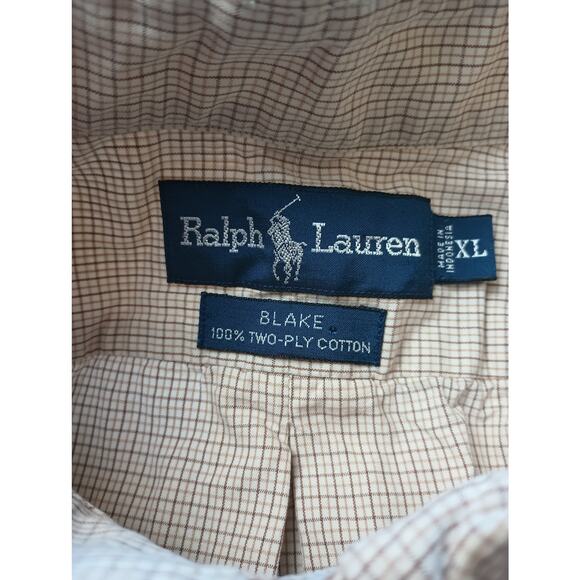 Ralph Lauren
MADE IN
INDONESIA
XL
BLAKE
100% TWO-PLY COTTON